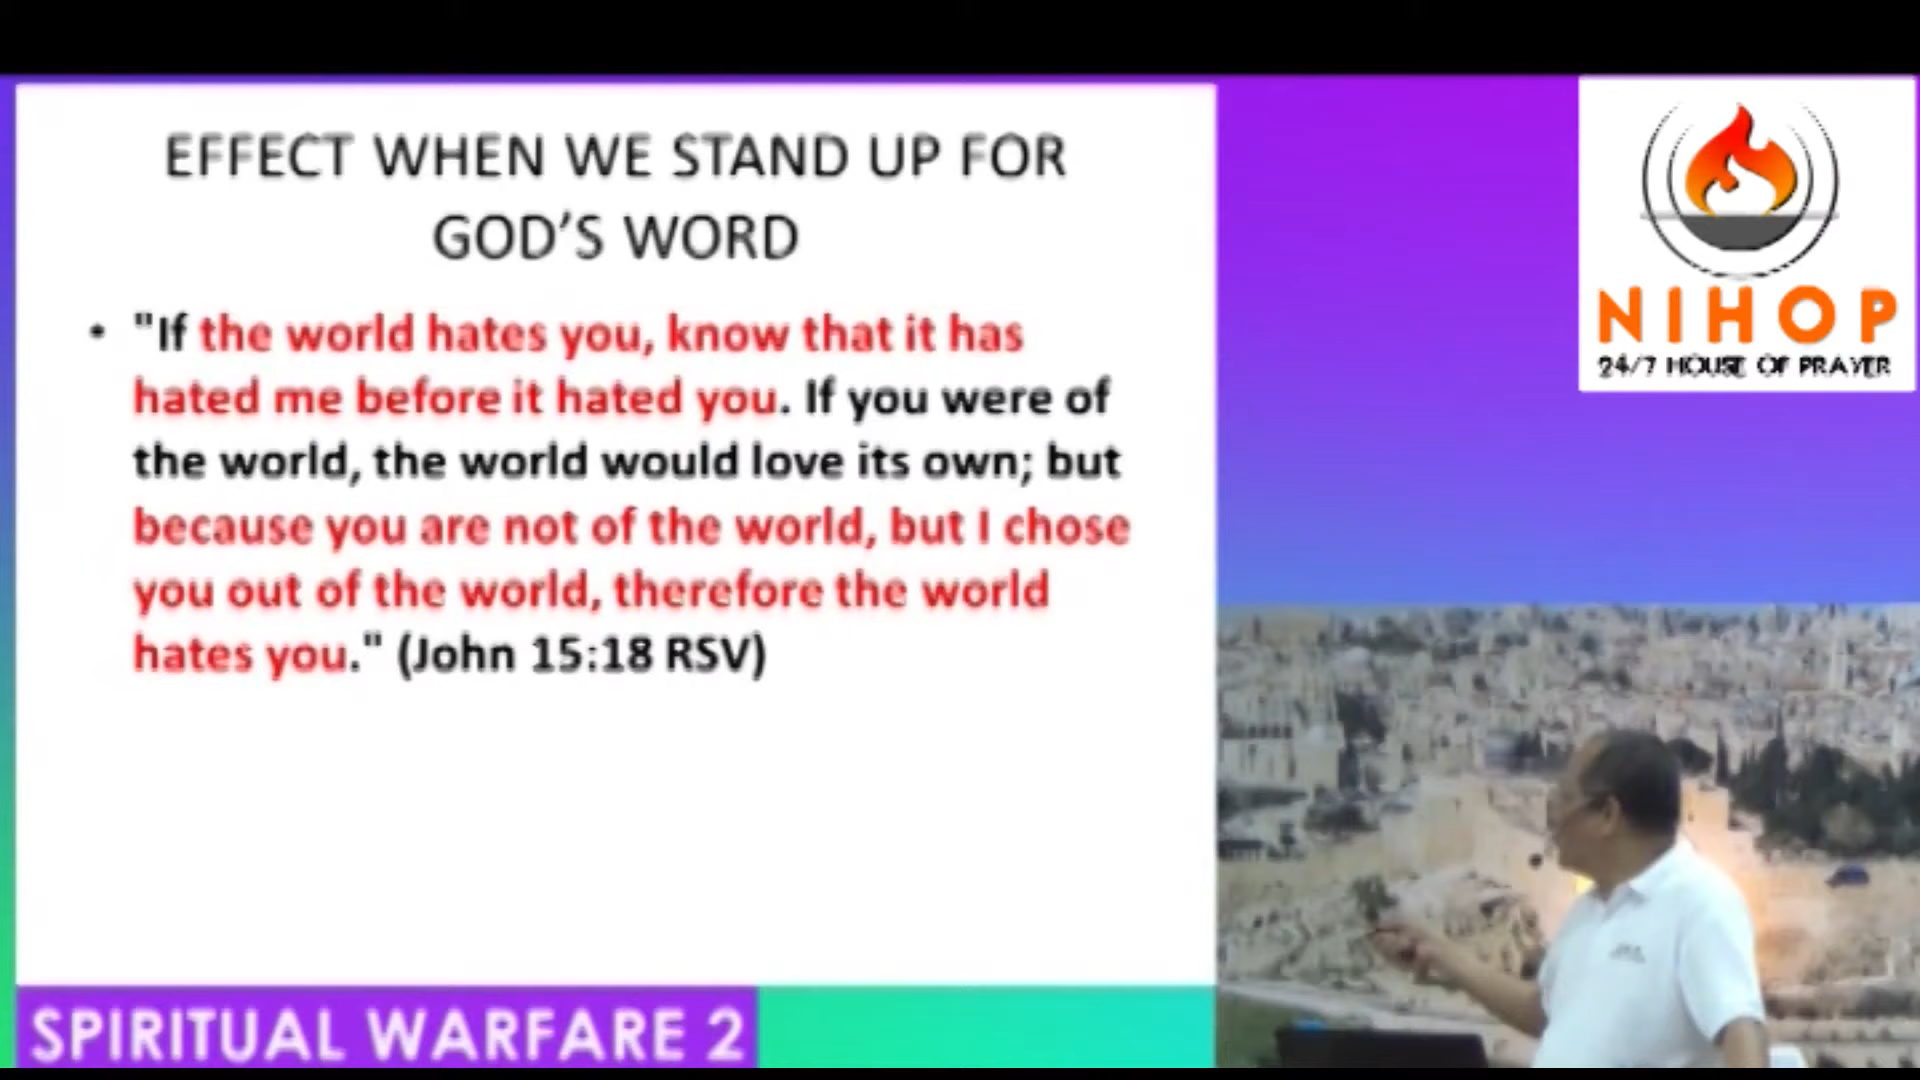 EFFECT WHEN WE STAND UP FOR
GOD'S WORD
• "If the world hates you, know that it has
hated me before it hated you. If you were of
the world, the world would love its own; but
because you are not of the world, but I chose
you out of the world, therefore the world
hates you." (John 15:18 RSV)
NIHOP
24/7 HOUSE OF PRAYER
SPIRITUAL WARFARE 2